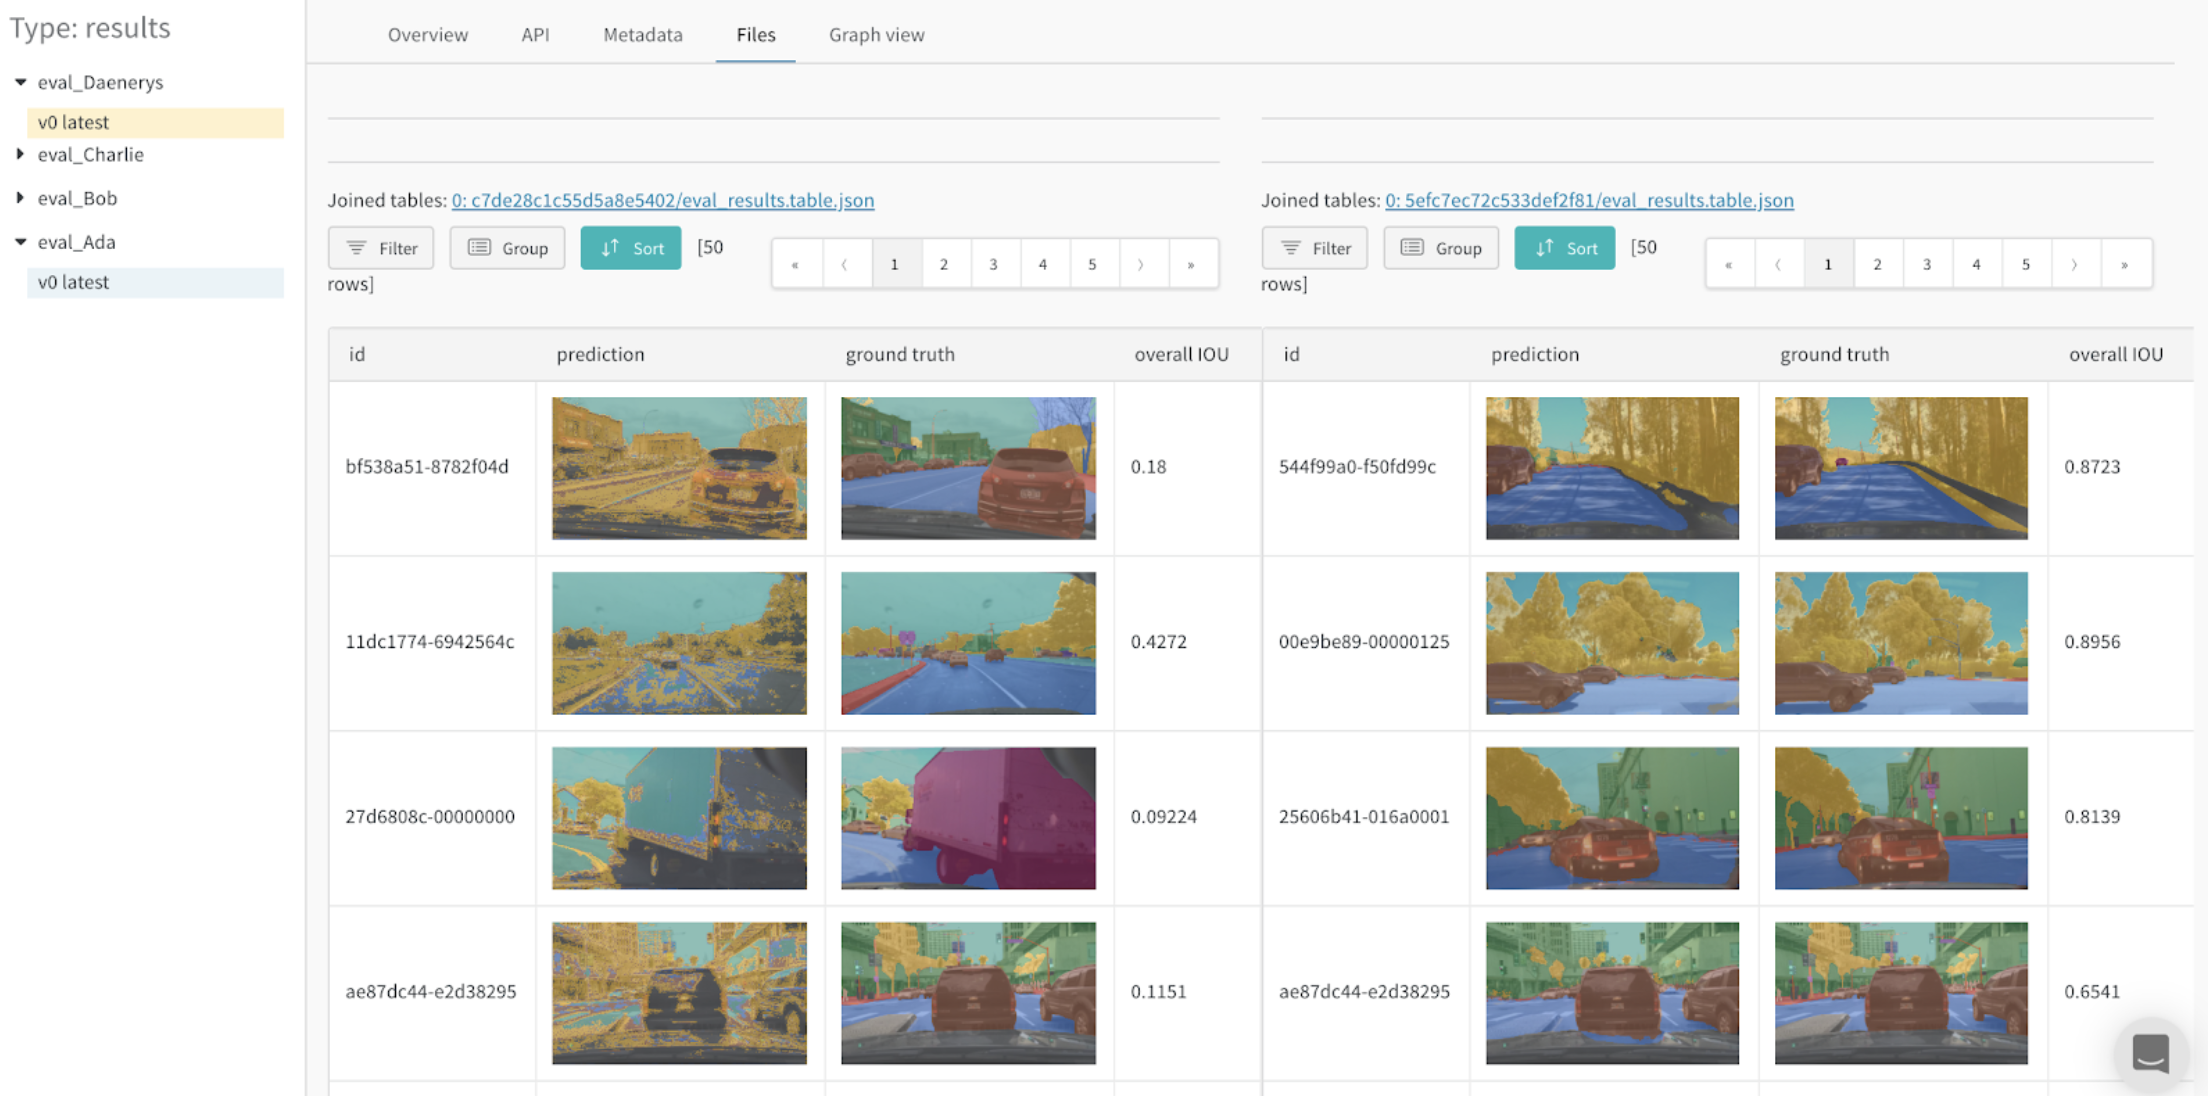 Type: results
eval_Daenerys
v0 latest
eval_Charlie
eval_Bob
eval_Ada
v0 latest
Overview API Metadata Files Graph view
Joined tables: 0: c7de28c1c55d5a8e5402/eval_results.table.json
Filter Group Sort [50 rows]
« ‹ 1 2 3 4 5 › »
id prediction ground truth overall IOU
bf538a51-8782f04d 0.18
11dc1774-6942564c 0.4272
27d6808c-00000000 0.09224
ae87dc44-e2d38295 0.1151
Joined tables: 0: 5efc7ec72c533def2f81/eval_results.table.json
Filter Group Sort [50 rows]
« ‹ 1 2 3 4 5 › »
id prediction ground truth overall IOU
544f99a0-f50fd99c 0.8723
00e9be89-00000125 0.8956
25606b41-016a0001 0.8139
ae87dc44-e2d38295 0.6541